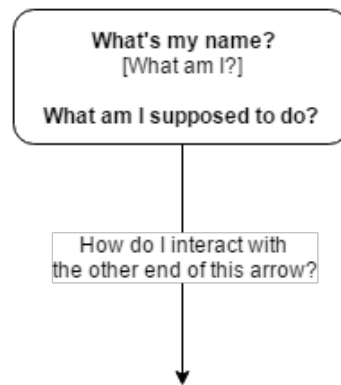 What's my name?
[What am I?]
What am I supposed to do?
How do I interact with
the other end of this arrow?